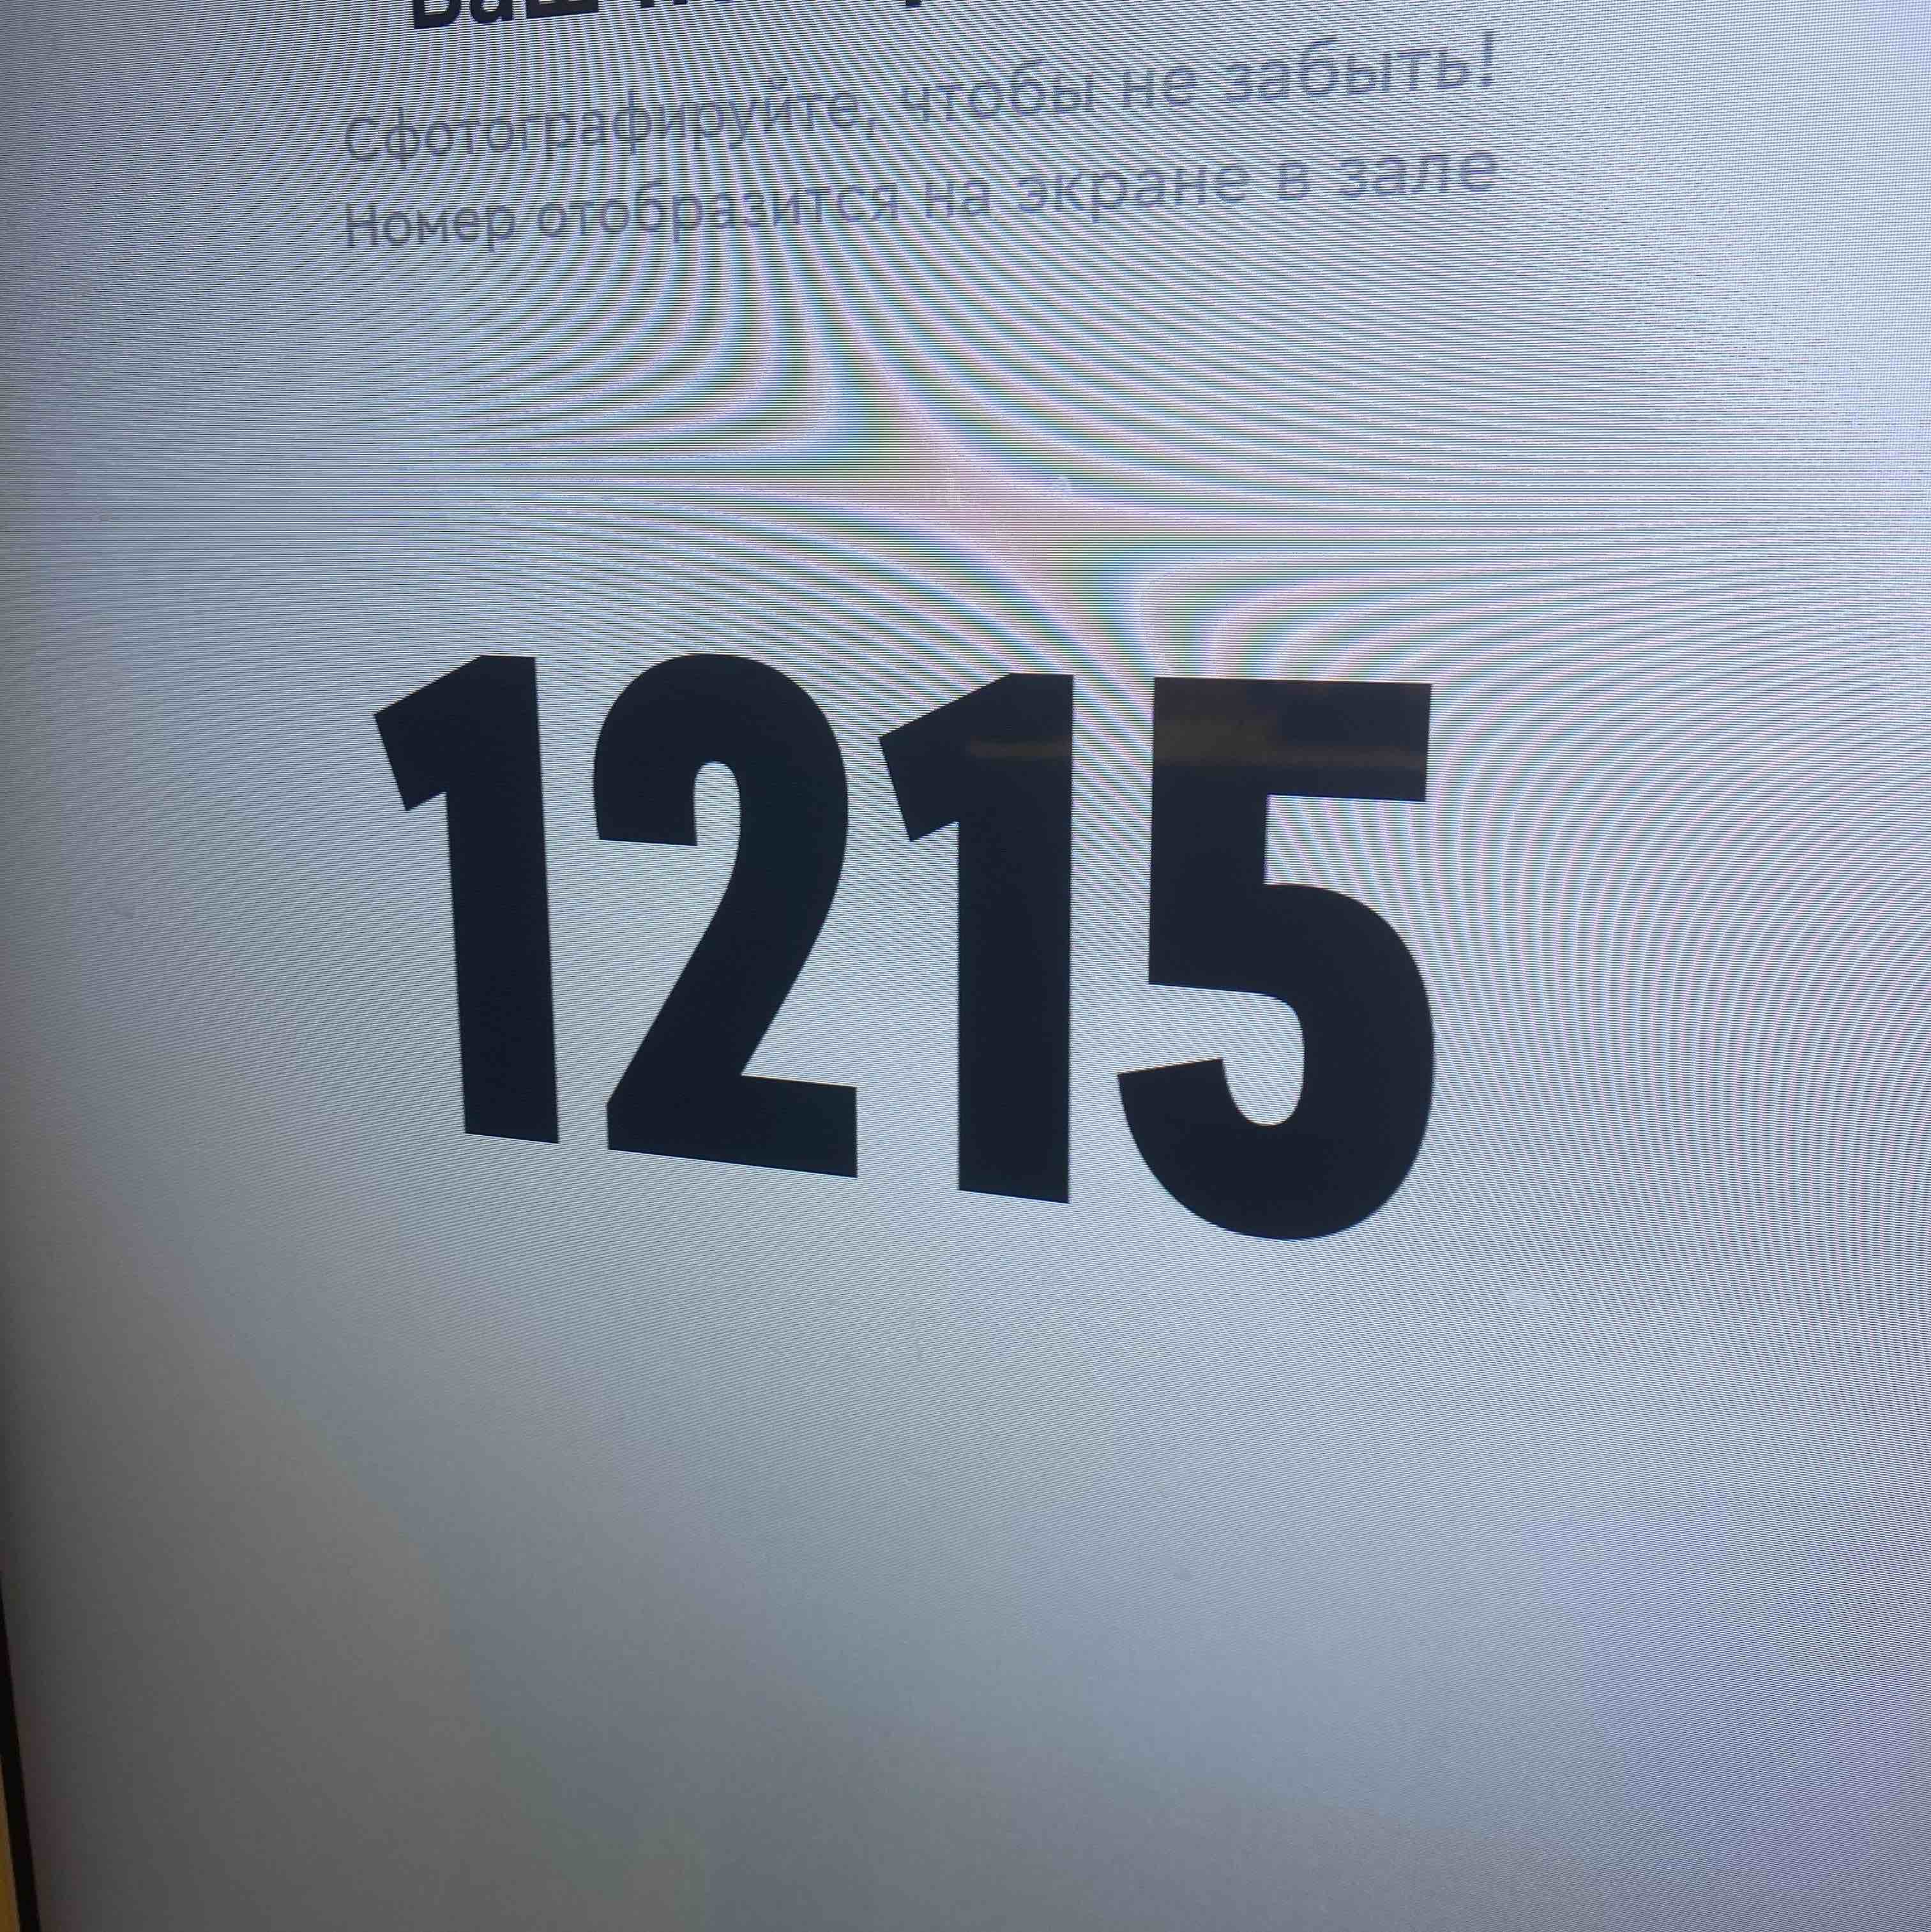 Сфотографируйте, чтобы не забыть!
Номер отобразится на экране в зале
1215